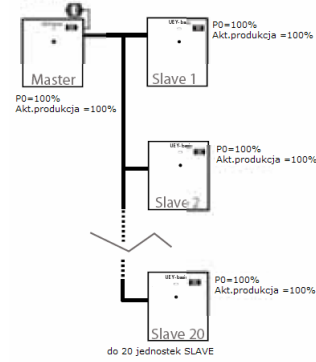 Master
P0=100%
Akt.produkcja =100%
Slave 1
P0=100%
Akt.produkcja =100%
Slave 2
P0=100%
Akt.produkcja =100%
Slave 20
P0=100%
Akt.produkcja =100%
do 20 jednostek SLAVE